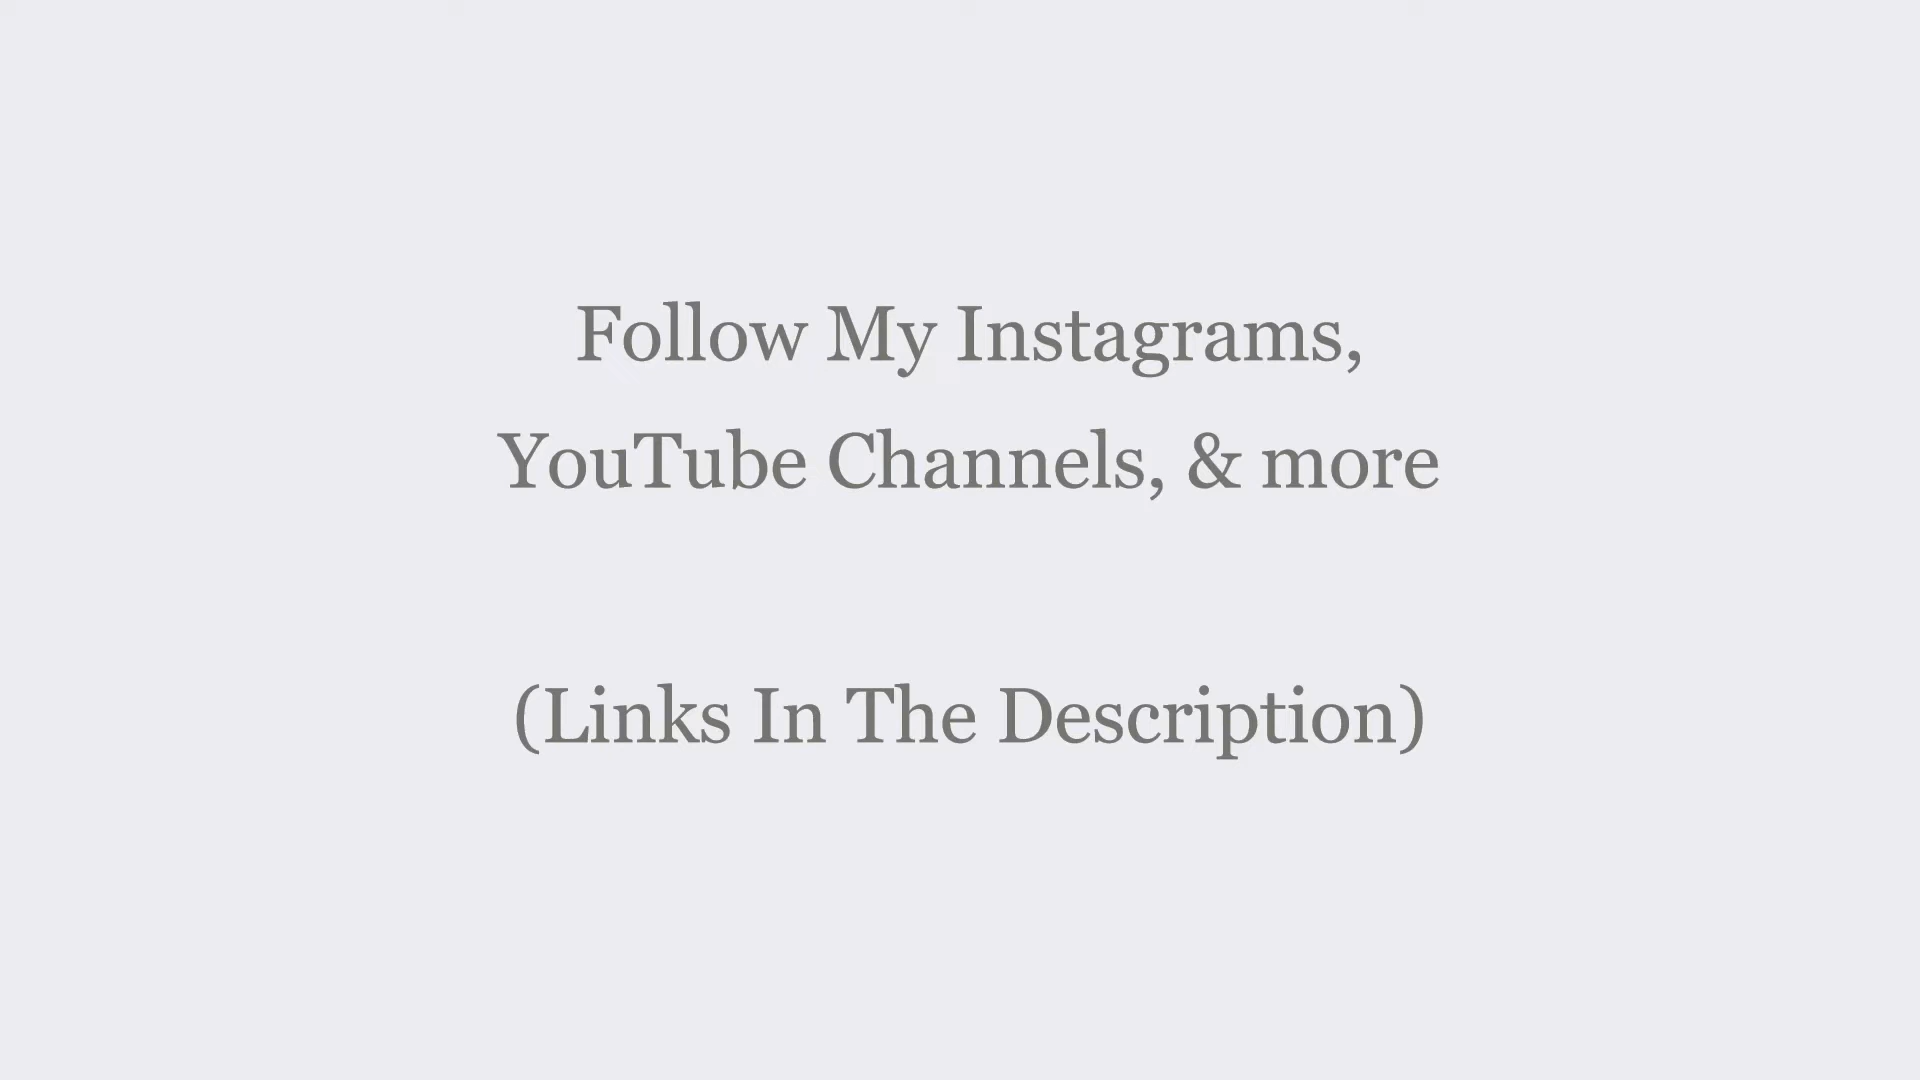 Follow My Instagrams,
YouTube Channels, & more
(Links In The Description)